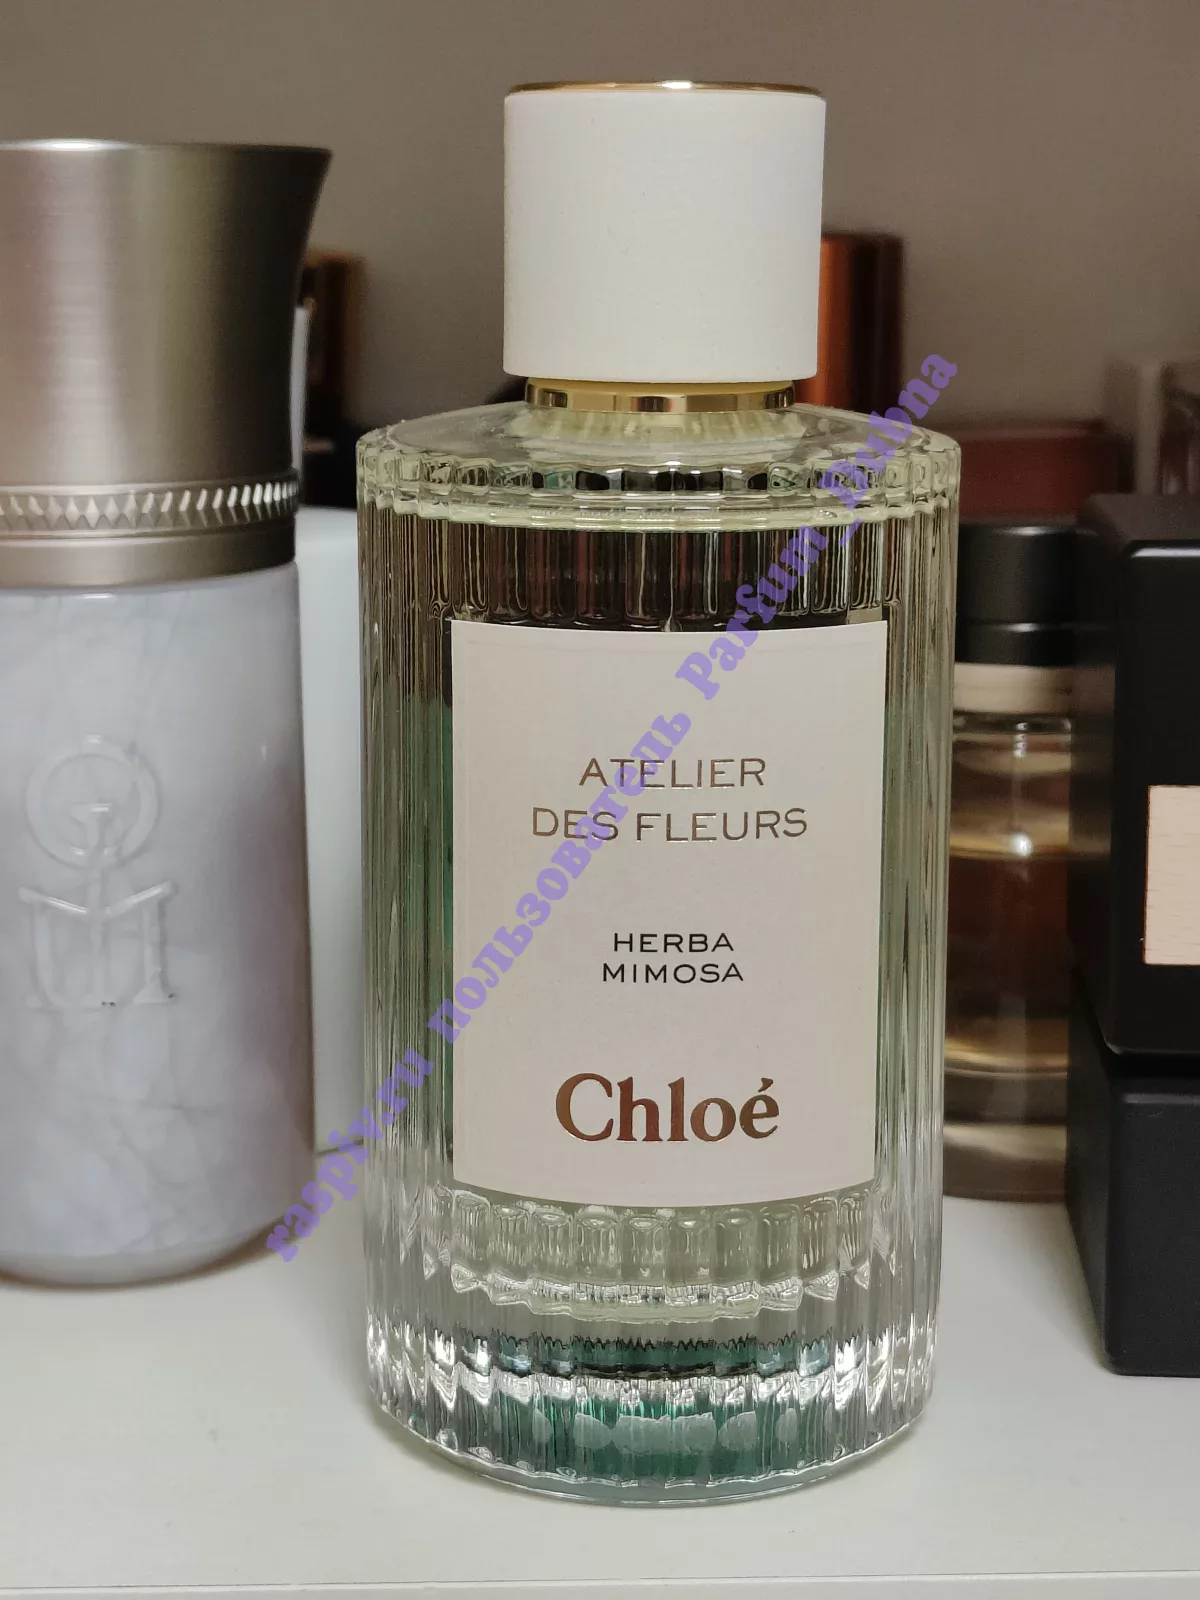 ATELIER
DES FLEURS
HERBA
MIMOSA
Chloé
raspiv.ru пользователь Parfum_Dubna